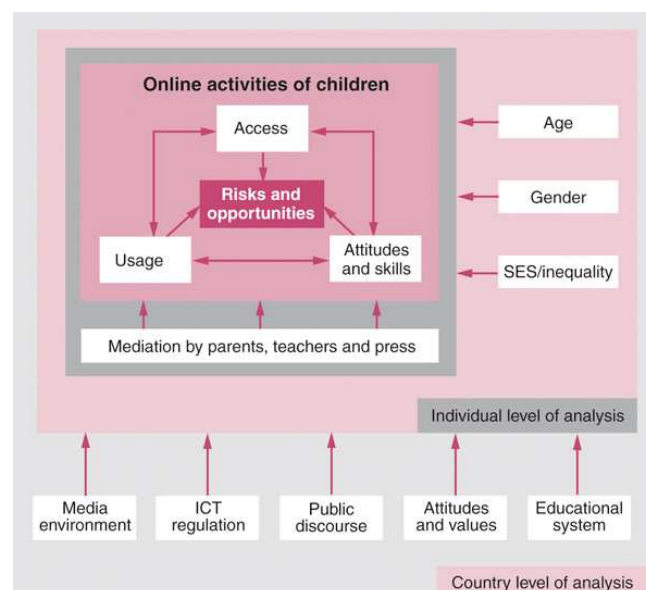 Online activities of children
Access
Risks and
opportunities
Usage
Attitudes
and skills
Mediation by parents, teachers and press
Age
Gender
SES/inequality
Individual level of analysis
Media
environment
ICT
regulation
Public
discourse
Attitudes
and values
Educational
system
Country level of analysis